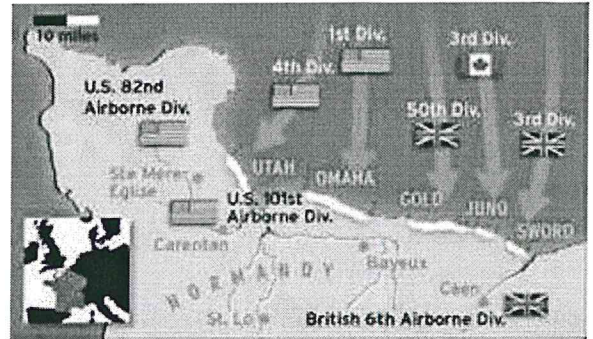 10 miles
1st Div.
3rd Div.
4th Div.
U.S. 82nd
Airborne Div.
50th Div.
3rd Div.
UTAH
OMAHA
Ste Mere-
Eglise
GOLD
JUNO
U.S. 101st
Airborne Div.
SWORD
Carentan
Bayeux
NORMANDY
Caen
St. Lo
British 6th Airborne Div.